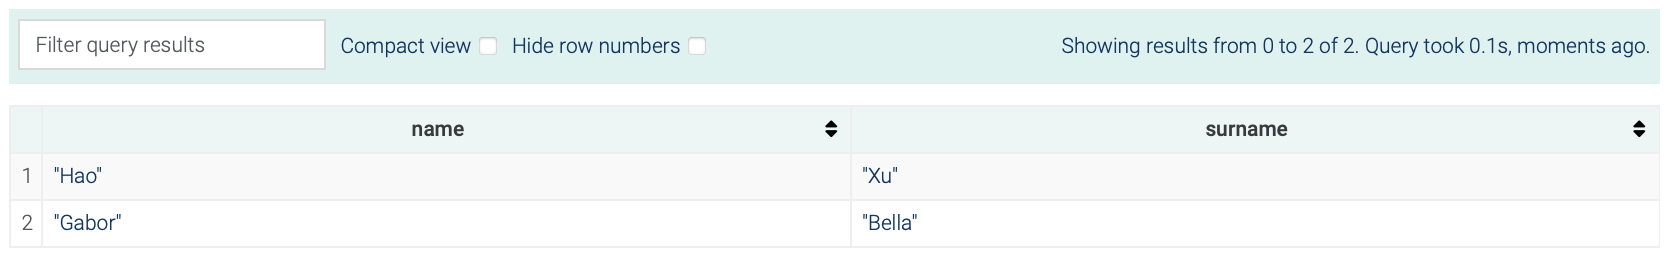 Filter query results Compact view Hide row numbers Showing results from 0 to 2 of 2. Query took 0.1s, moments ago.
name surname
1 "Hao" "Xu"
2 "Gabor" "Bella"